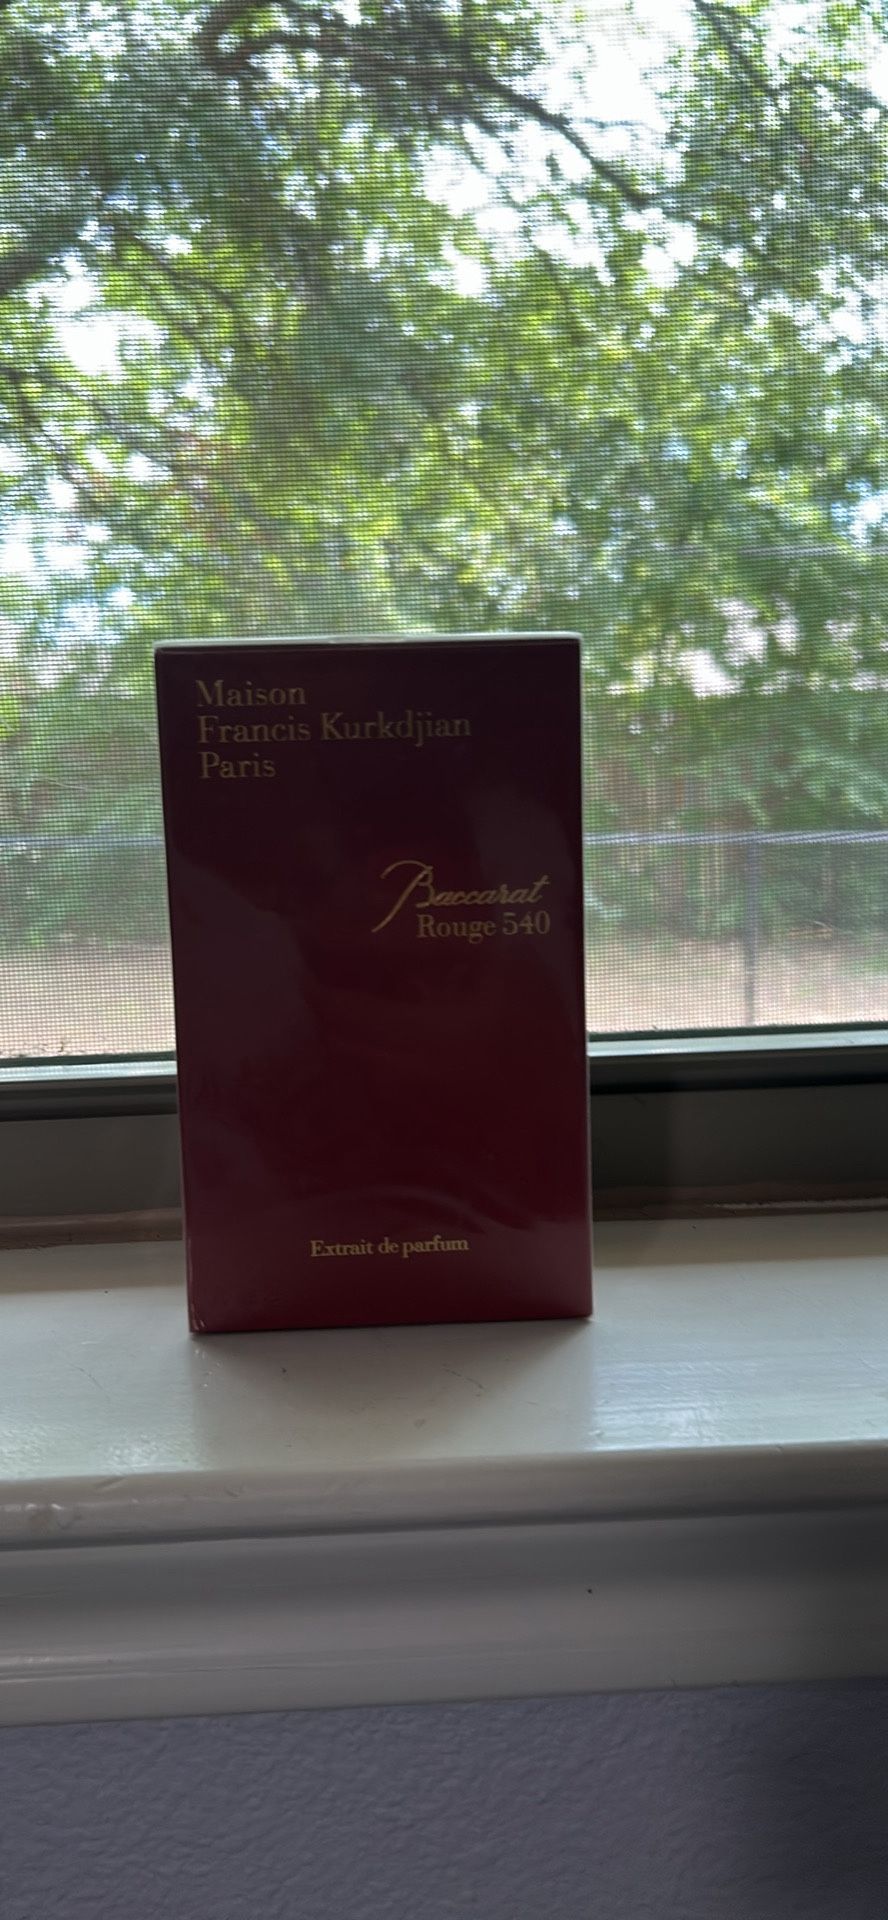 Maison
Francis Kurkdjian
Paris
Baccarat
Rouge 540
Extrait de parfum